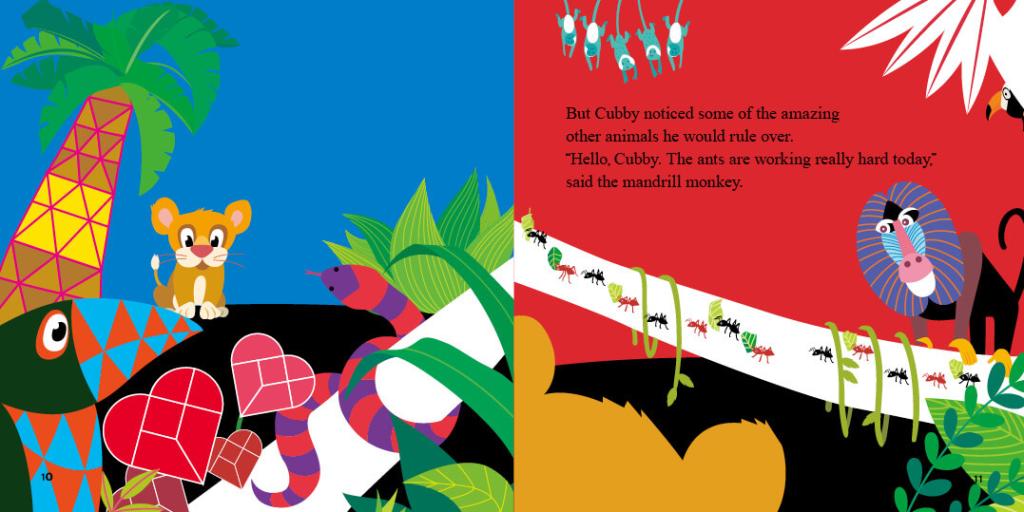 But Cubby noticed some of the amazing
other animals he would rule over.
“Hello, Cubby. The ants are working really hard today,”
said the mandrill monkey.
10
11